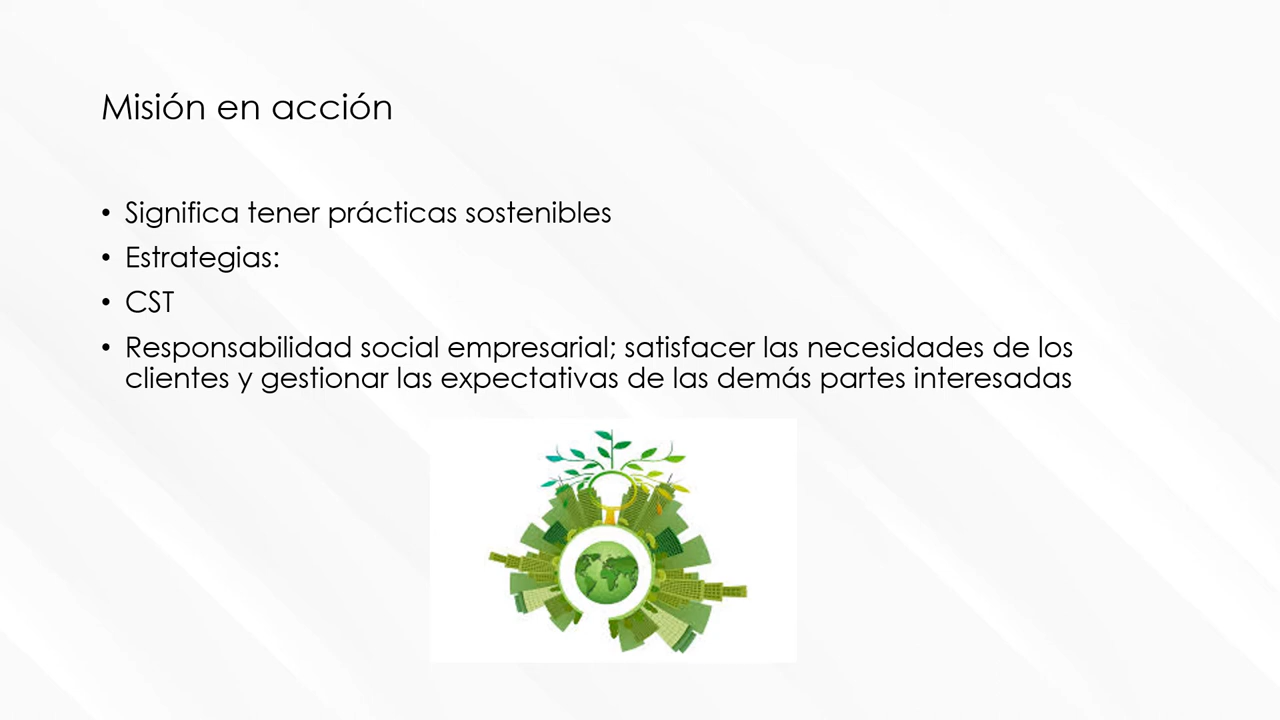 Misión en acción
• Significa tener prácticas sostenibles
• Estrategias:
• CST
• Responsabilidad social empresarial; satisfacer las necesidades de los
clientes y gestionar las expectativas de las demás partes interesadas